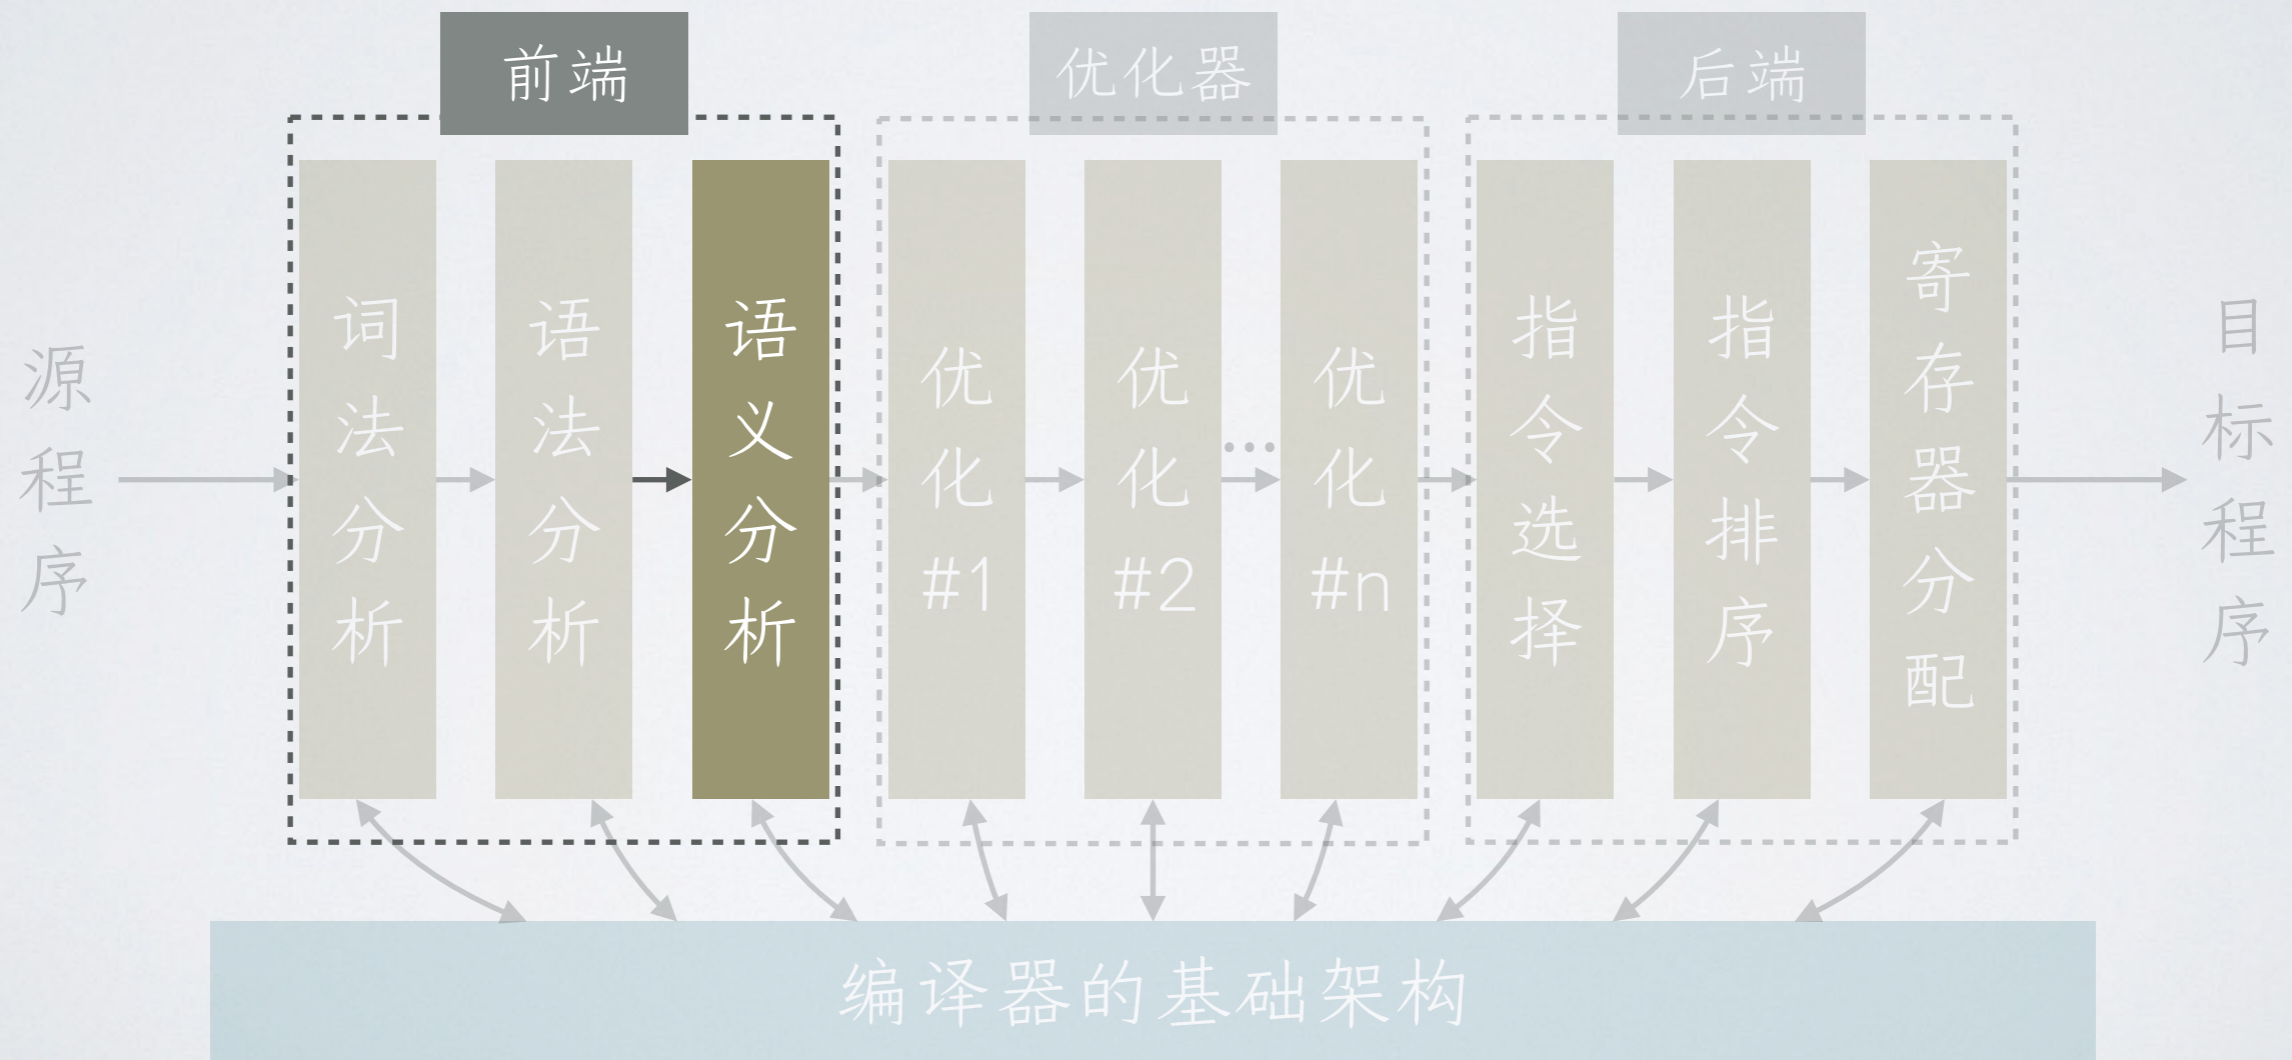 前端
优化器
后端
源程序
词法分析
语法分析
语义分析
优化#1
优化#2
...
优化#n
指令选择
指令排序
寄存器分配
目标程序
编译器的基础架构